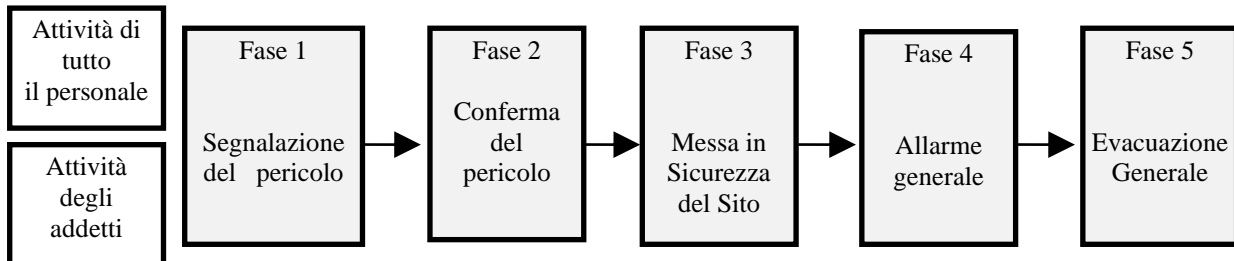 Attività di
tutto
il personale
Attività
degli
addetti
Fase 1
Segnalazione
del pericolo
Fase 2
Conferma
del
pericolo
Fase 3
Messa in
Sicurezza
del Sito
Fase 4
Allarme
generale
Fase 5
Evacuazione
Generale